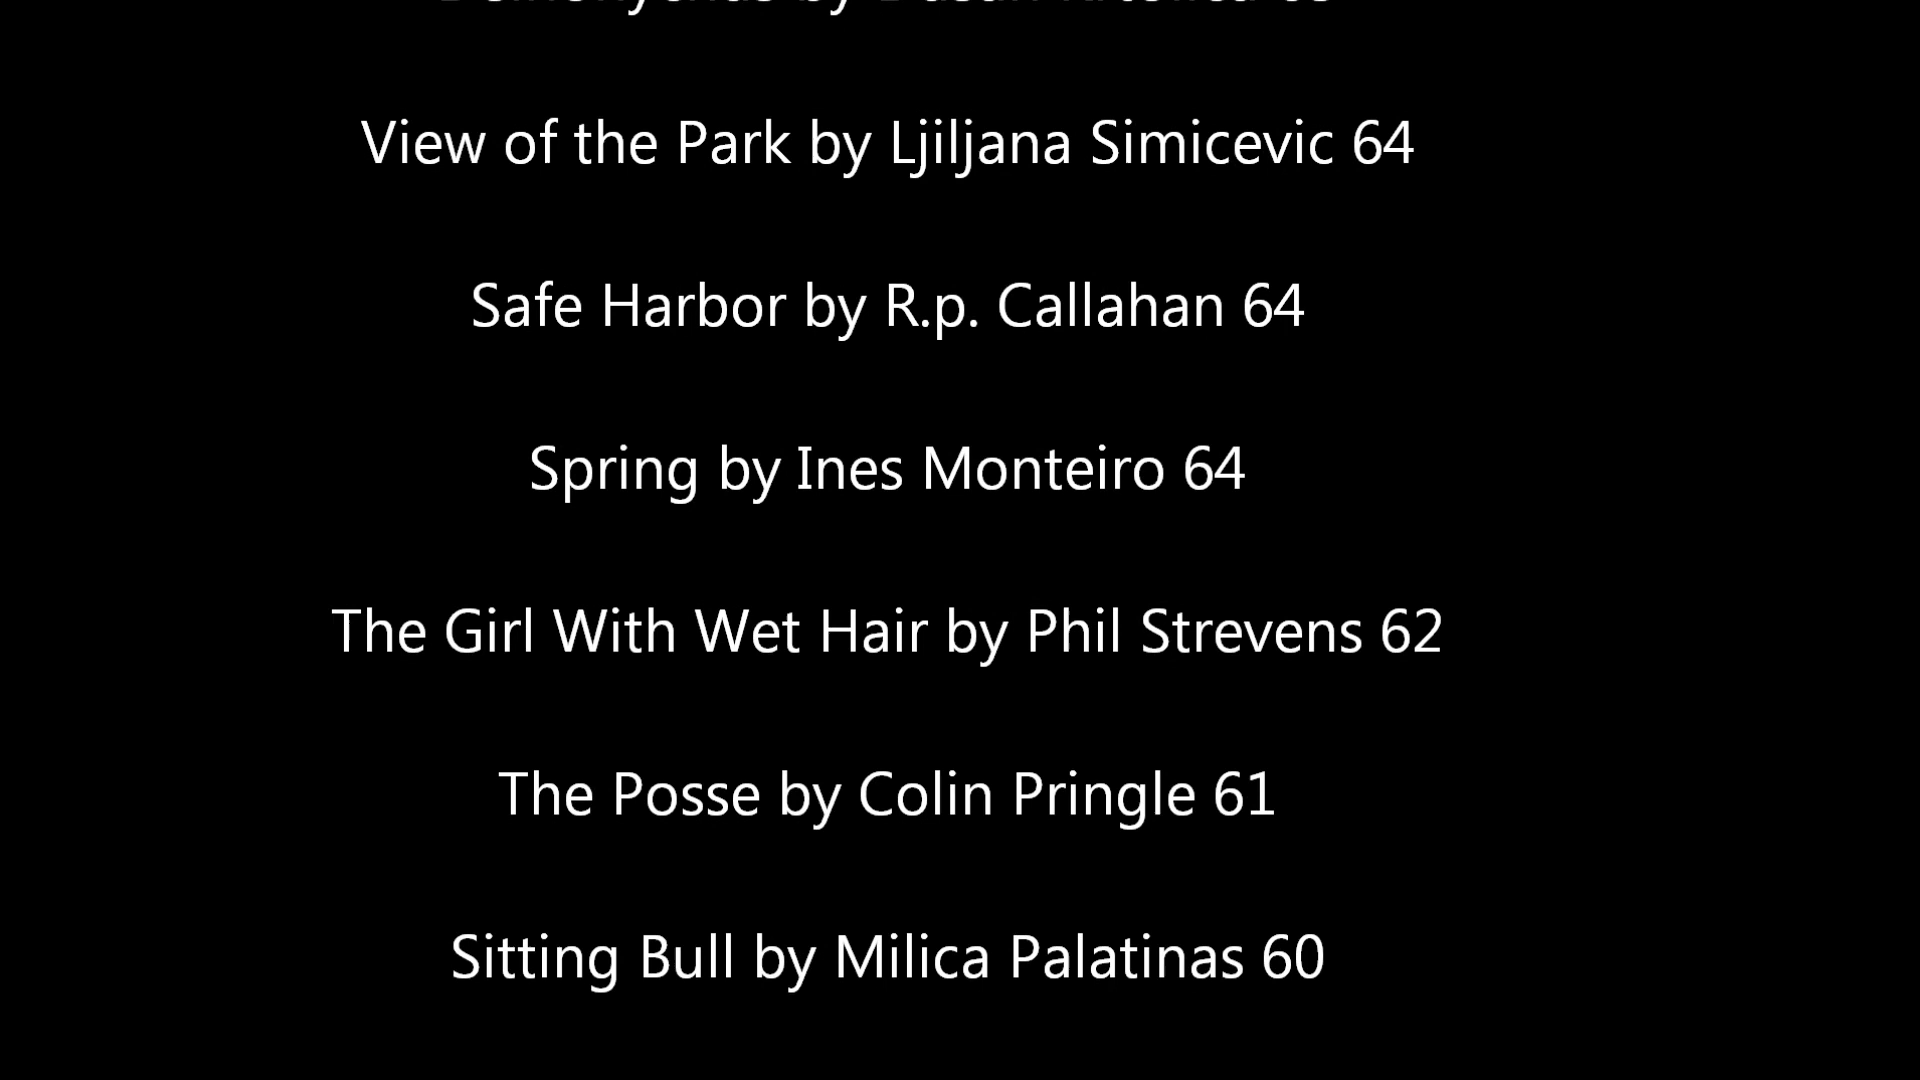 by
View of the Park by Ljiljana Simicevic 64
Safe Harbor by R.p. Callahan 64
Spring by Ines Monteiro 64
The Girl With Wet Hair by Phil Strevens 62
The Posse by Colin Pringle 61
Sitting Bull by Milica Palatinas 60